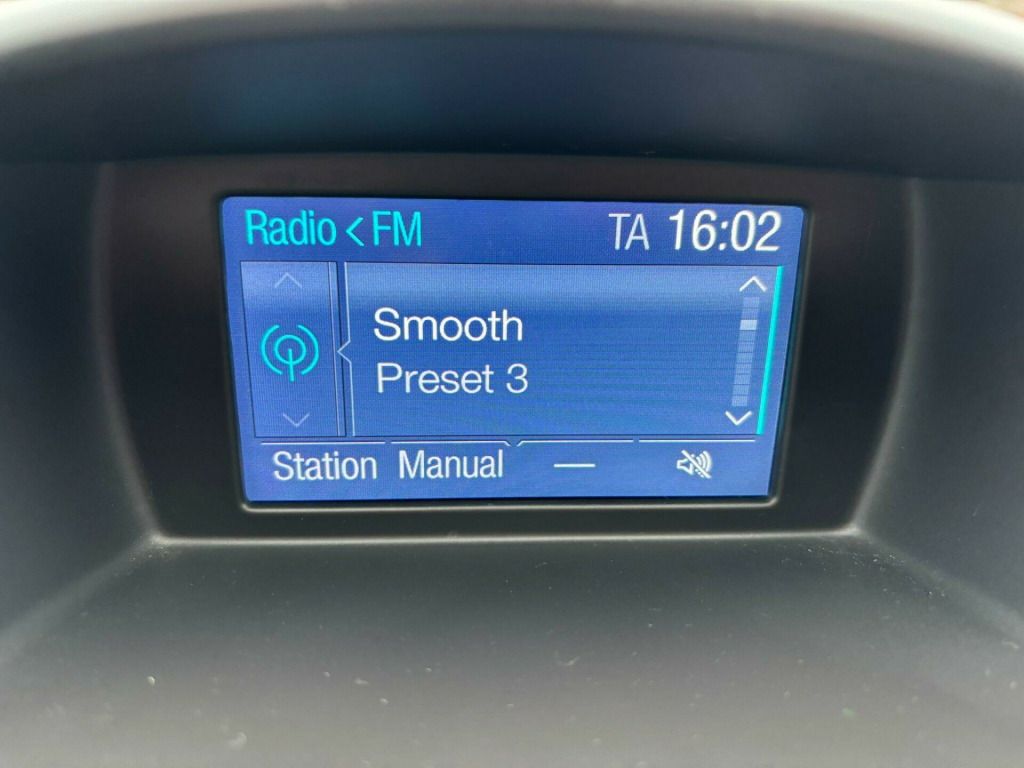 Radio < FM TA 16:02
Smooth
Preset 3
Station Manual —